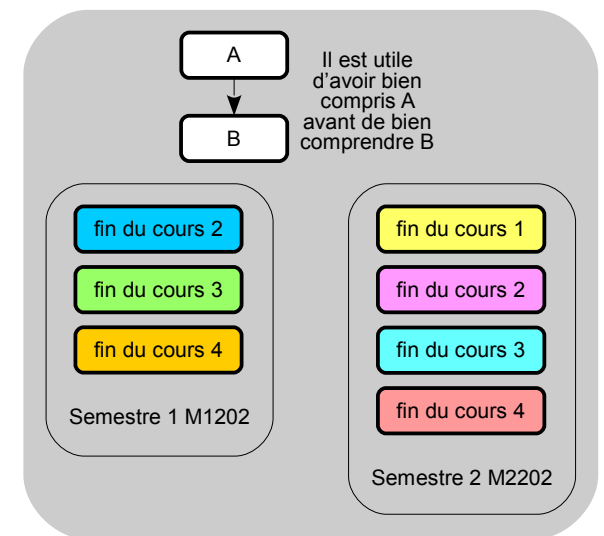 A
Il est utile
d'avoir bien
compris A
avant de bien
comprendre B
B
fin du cours 2
fin du cours 3
fin du cours 4
Semestre 1 M1202
fin du cours 1
fin du cours 2
fin du cours 3
fin du cours 4
Semestre 2 M2202